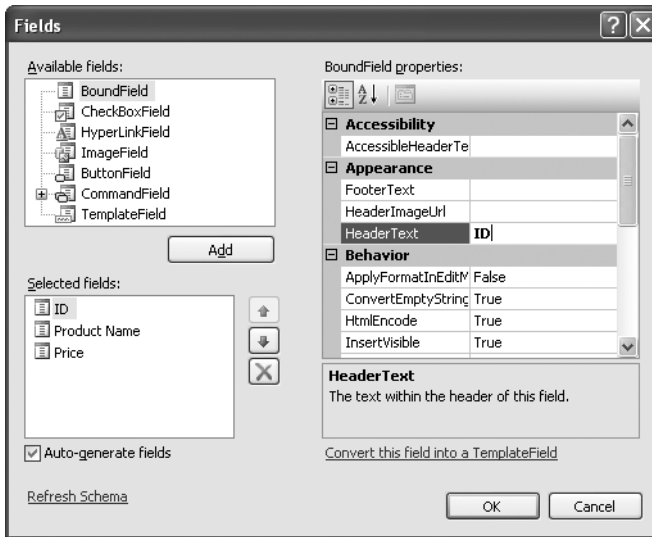 Fields
Available fields:
BoundField
CheckBoxField
HyperLinkField
ImageField
ButtonField
CommandField
TemplateField
Add
Selected fields:
ID
Product Name
Price
Auto-generate fields
Refresh Schema
BoundField properties:
Accessibility
AccessibleHeaderTe
Appearance
FooterText
HeaderImageUrl
HeaderText ID
Behavior
ApplyFormatInEditM False
ConvertEmptyString True
HtmlEncode True
InsertVisible True
HeaderText
The text within the header of this field.
Convert this field into a TemplateField
OK Cancel